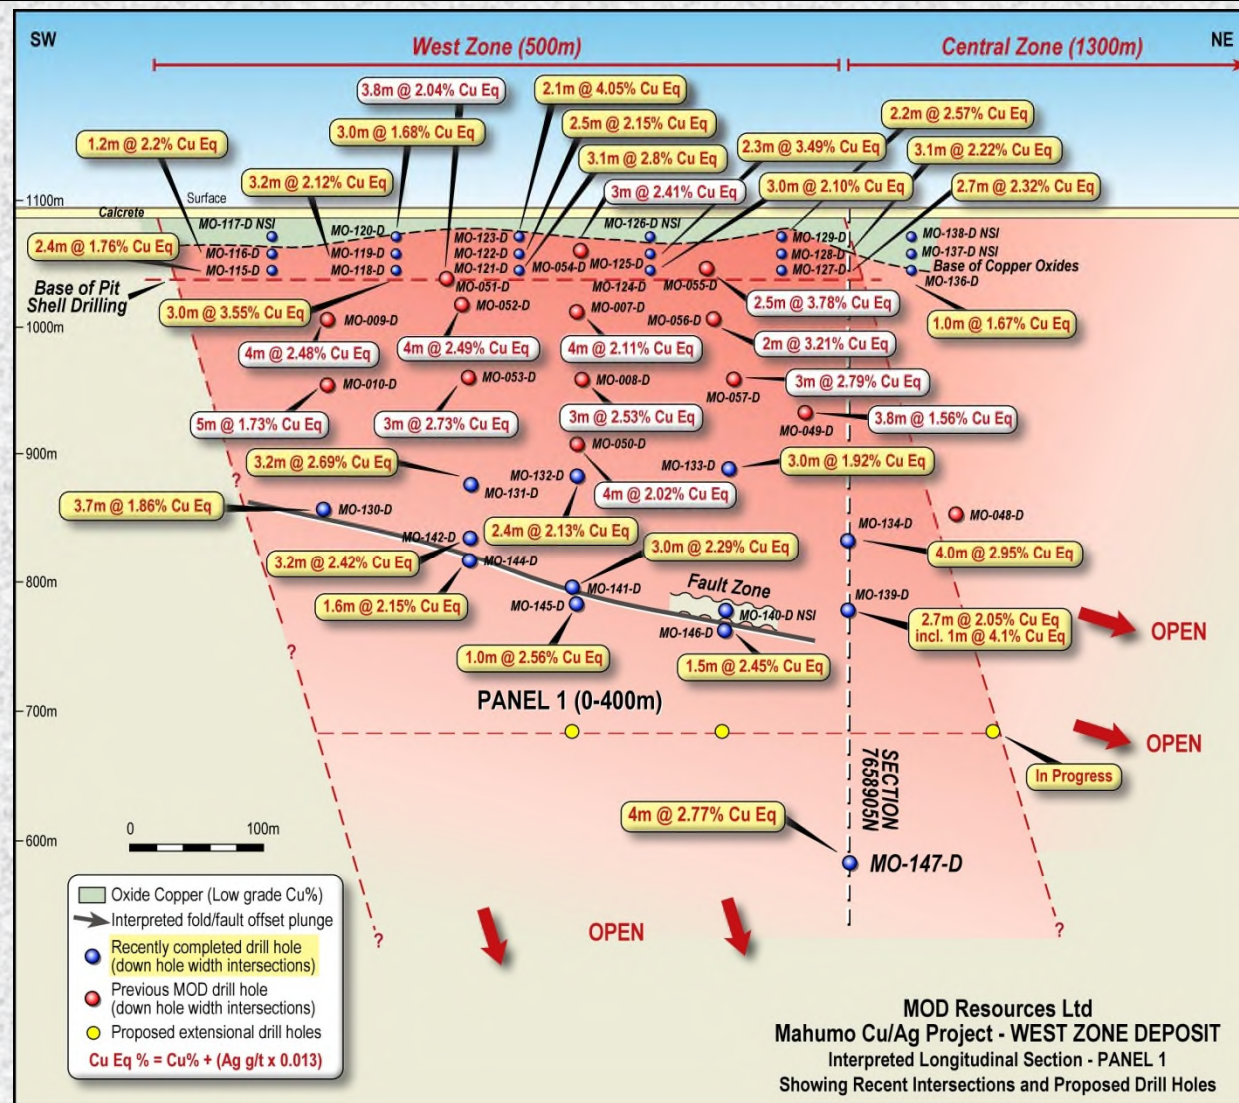 SW
West Zone (500m)
Central Zone (1300m)
NE
3.8m @ 2.04% Cu Eq
2.1m @ 4.05% Cu Eq
2.2m @ 2.57% Cu Eq
3.0m @ 1.68% Cu Eq
2.5m @ 2.15% Cu Eq
1.2m @ 2.2% Cu Eq
3.1m @ 2.8% Cu Eq
2.3m @ 3.49% Cu Eq
3.1m @ 2.22% Cu Eq
3.2m @ 2.12% Cu Eq
3m @ 2.41% Cu Eq
3.0m @ 2.10% Cu Eq
2.7m @ 2.32% Cu Eq
1100m
Surface
Calcrete
MO-117-D NSI
MO-120-D
MO-123-D
MO-126-D NSI
MO-129-D
MO-138-D NSI
2.4m @ 1.76% Cu Eq
MO-116-D
MO-119-D
MO-122-D
MO-054-D
MO-125-D
MO-128-D
MO-137-D NSI
MO-115-D
MO-118-D
MO-121-D
MO-127-D
Base of Copper Oxides
MO-136-D
Base of Pit
Shell Drilling
MO-051-D
MO-124-D
MO-055-D
3.0m @ 3.55% Cu Eq
MO-052-D
MO-007-D
2.5m @ 3.78% Cu Eq
1.0m @ 1.67% Cu Eq
1000m
MO-009-D
MO-056-D
4m @ 2.48% Cu Eq
4m @ 2.49% Cu Eq
4m @ 2.11% Cu Eq
2m @ 3.21% Cu Eq
MO-010-D
MO-053-D
MO-008-D
MO-057-D
3m @ 2.79% Cu Eq
5m @ 1.73% Cu Eq
3m @ 2.73% Cu Eq
3m @ 2.53% Cu Eq
MO-049-D
3.8m @ 1.56% Cu Eq
900m
MO-050-D
3.2m @ 2.69% Cu Eq
MO-132-D
MO-133-D
3.0m @ 1.92% Cu Eq
?
MO-131-D
4m @ 2.02% Cu Eq
3.7m @ 1.86% Cu Eq
MO-130-D
MO-048-D
2.4m @ 2.13% Cu Eq
MO-134-D
MO-142-D
3.0m @ 2.29% Cu Eq
4.0m @ 2.95% Cu Eq
3.2m @ 2.42% Cu Eq
MO-144-D
800m
MO-141-D
Fault Zone
MO-139-D
1.6m @ 2.15% Cu Eq
MO-145-D
MO-140-D NSI
2.7m @ 2.05% Cu Eq
incl. 1m @ 4.1% Cu Eq
MO-146-D
OPEN
?
1.0m @ 2.56% Cu Eq
1.5m @ 2.45% Cu Eq
PANEL 1 (0-400m)
700m
OPEN
In Progress
SECTION
7658905N
4m @ 2.77% Cu Eq
0
100m
600m
MO-147-D
OPEN
?
?
Oxide Copper (Low grade Cu%)
Interpreted fold/fault offset plunge
Recently completed drill hole
(down hole width intersections)
Previous MOD drill hole
(down hole width intersections)
Proposed extensional drill holes
Cu Eq % = Cu% + (Ag g/t x 0.013)
MOD Resources Ltd
Mahumo Cu/Ag Project - WEST ZONE DEPOSIT
Interpreted Longitudinal Section - PANEL 1
Showing Recent Intersections and Proposed Drill Holes